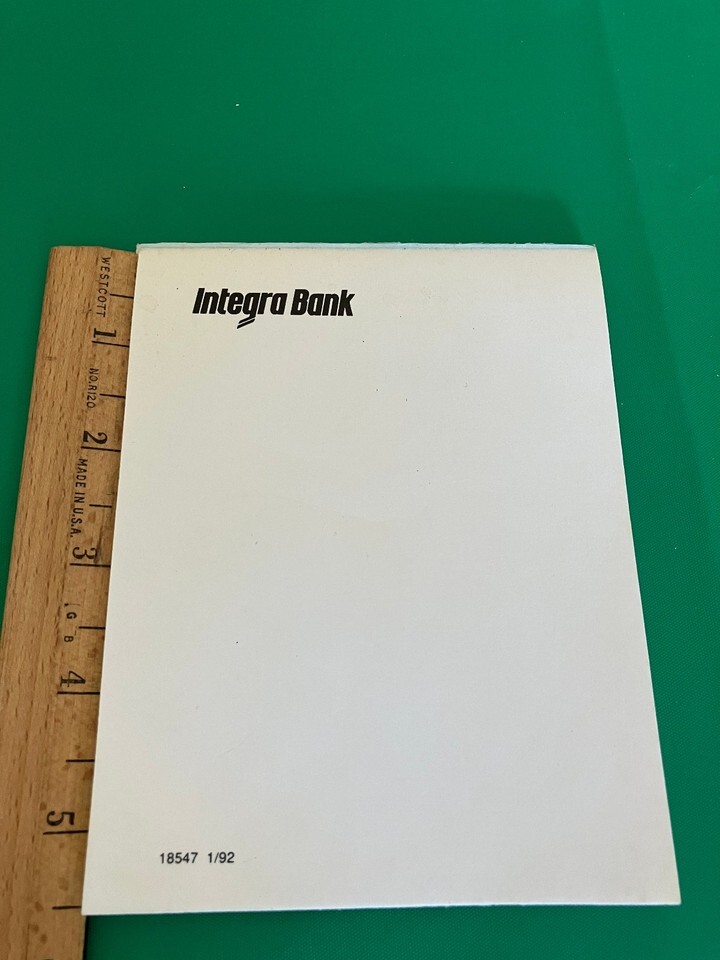 Integra Bank
WESTCOTT
1
NO. R120
2
MADE IN U.S.A.
3
G B
4
5
18547 1/92